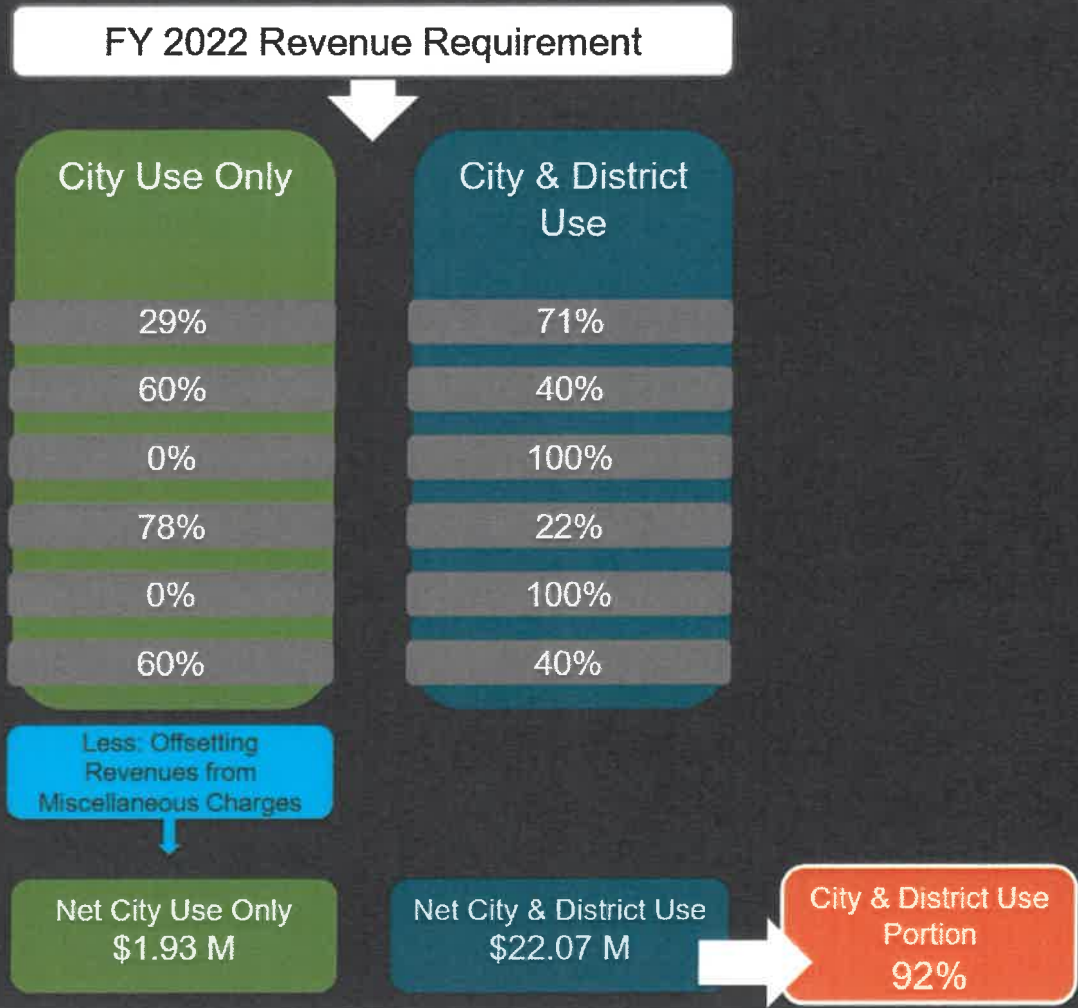 FY 2022 Revenue Requirement
City Use Only
City & District
Use
29%
71%
60%
40%
0%
100%
78%
22%
0%
100%
60%
40%
Less: Offsetting
Revenues from
Miscellaneous Charges
Net City Use Only
$1.93 M
Net City & District Use
$22.07 M
City & District Use
Portion
92%